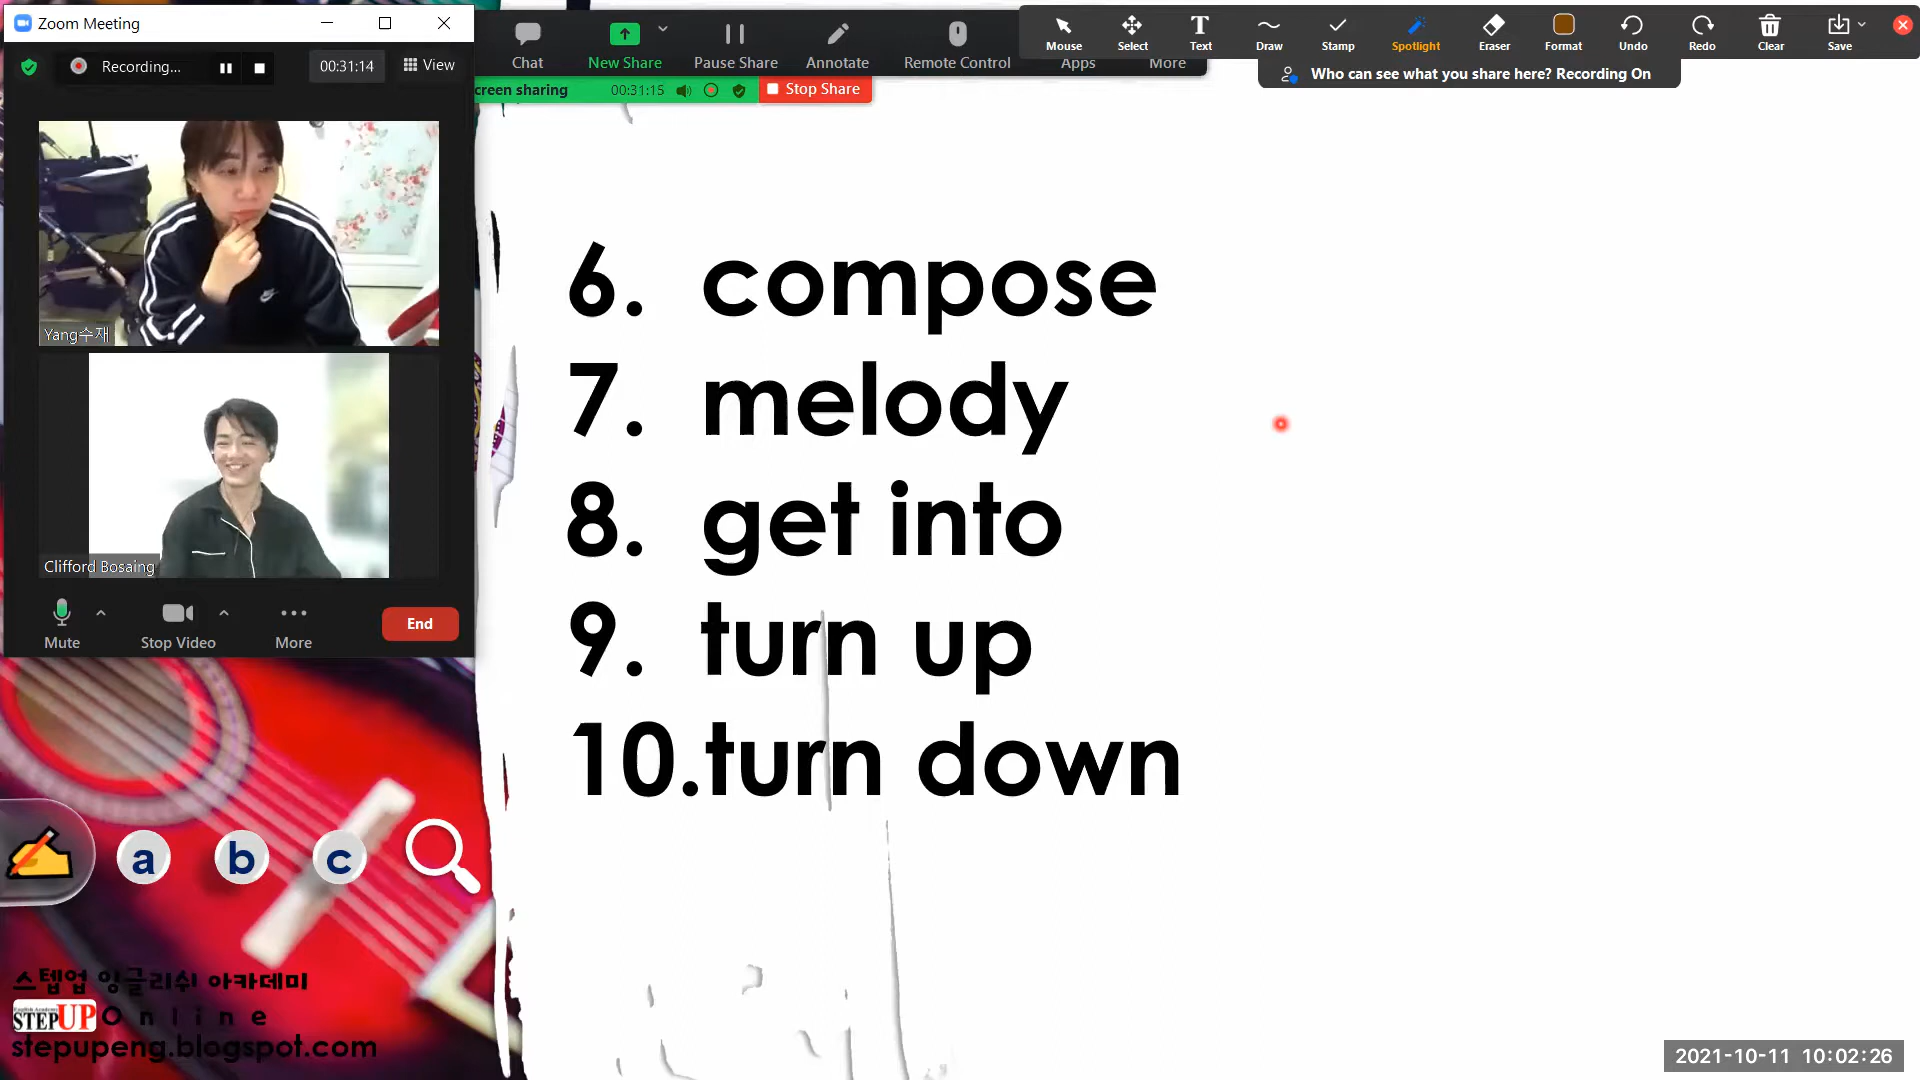 Zoom Meeting
Recording...
00:31:14
View
Yang수재
Clifford Bosaing
Mute
Stop Video
More
End
Chat
New Share
Pause Share
Annotate
Remote Control
Apps
More
creen sharing
00:31:15
Stop Share
Mouse
Select
Text
Draw
Stamp
Spotlight
Eraser
Format
Undo
Redo
Clear
Save
Who can see what you share here? Recording On
6. compose
7. melody
8. get into
9. turn up
10.turn down
a b c
스텝업 잉글리쉬 아카데미
STEPUP Online
stepupeng.blogspot.com
2021-10-11 10:02:26